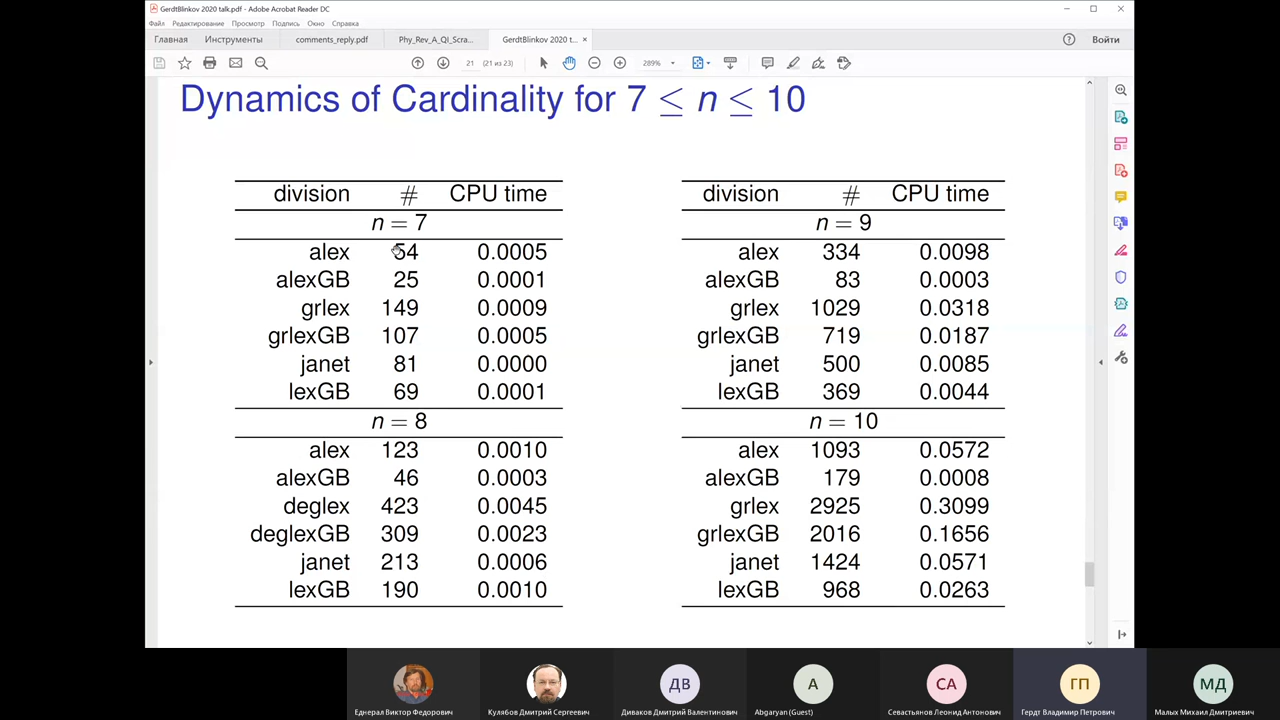 GerdtBlinkov 2020 talk.pdf - Adobe Acrobat Reader DC
Файл Редактирование Просмотр Подпись Окно Справка
Главная Инструменты comments_reply.pdf Phy_Rev_A_QI_Scra... GerdtBlinkov 2020 t... Войти
21 (21 из 23) 289%
Dynamics of Cardinality for 7 ≤ n ≤ 10
division # CPU time
n = 7
alex 54 0.0005
alexGB 25 0.0001
grlex 149 0.0009
grlexGB 107 0.0005
janet 81 0.0000
lexGB 69 0.0001
n = 8
alex 123 0.0010
alexGB 46 0.0003
deglex 423 0.0045
deglexGB 309 0.0023
janet 213 0.0006
lexGB 190 0.0010
division # CPU time
n = 9
alex 334 0.0098
alexGB 83 0.0003
grlex 1029 0.0318
grlexGB 719 0.0187
janet 500 0.0085
lexGB 369 0.0044
n = 10
alex 1093 0.0572
alexGB 179 0.0008
grlex 2925 0.3099
grlexGB 2016 0.1656
janet 1424 0.0571
lexGB 968 0.0263
ДВ А СА ГП МД
Еднерал Виктор Федорович Кулябов Дмитрий Сергеевич Диваков Дмитрий Валентинович Abgaryan (Guest) Севастьянов Леонид Антонович Гердт Владимир Петрович Малых Михаил Дмитриевич